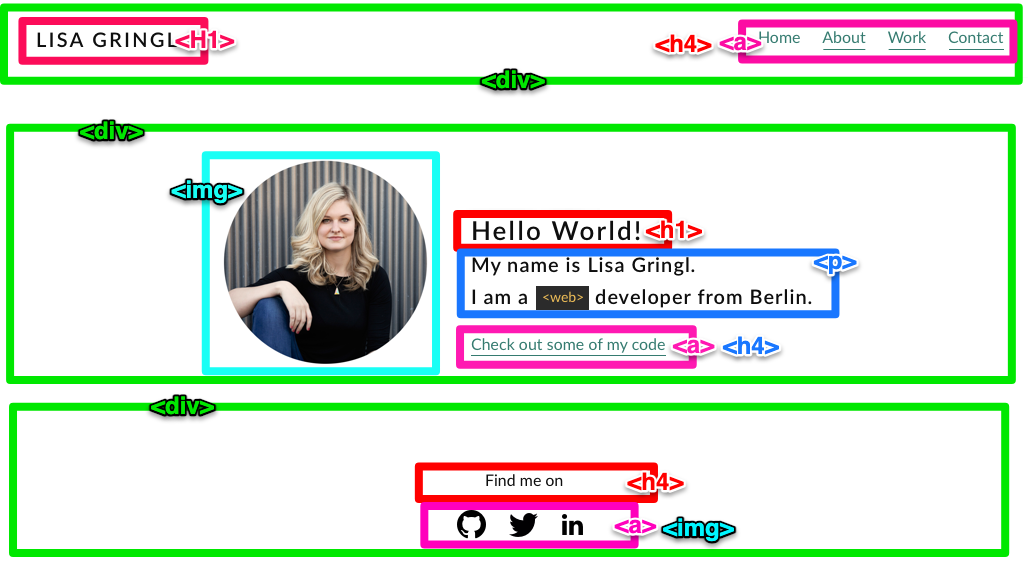 LISA GRINGL <H1> <h4> <a> Home About Work Contact
<div>
<div>
<img>
Hello World! <h1>
My name is Lisa Gringl. <p>
I am a <web> developer from Berlin.
Check out some of my code <a> <h4>
<div>
Find me on <h4>
in <a> <img>